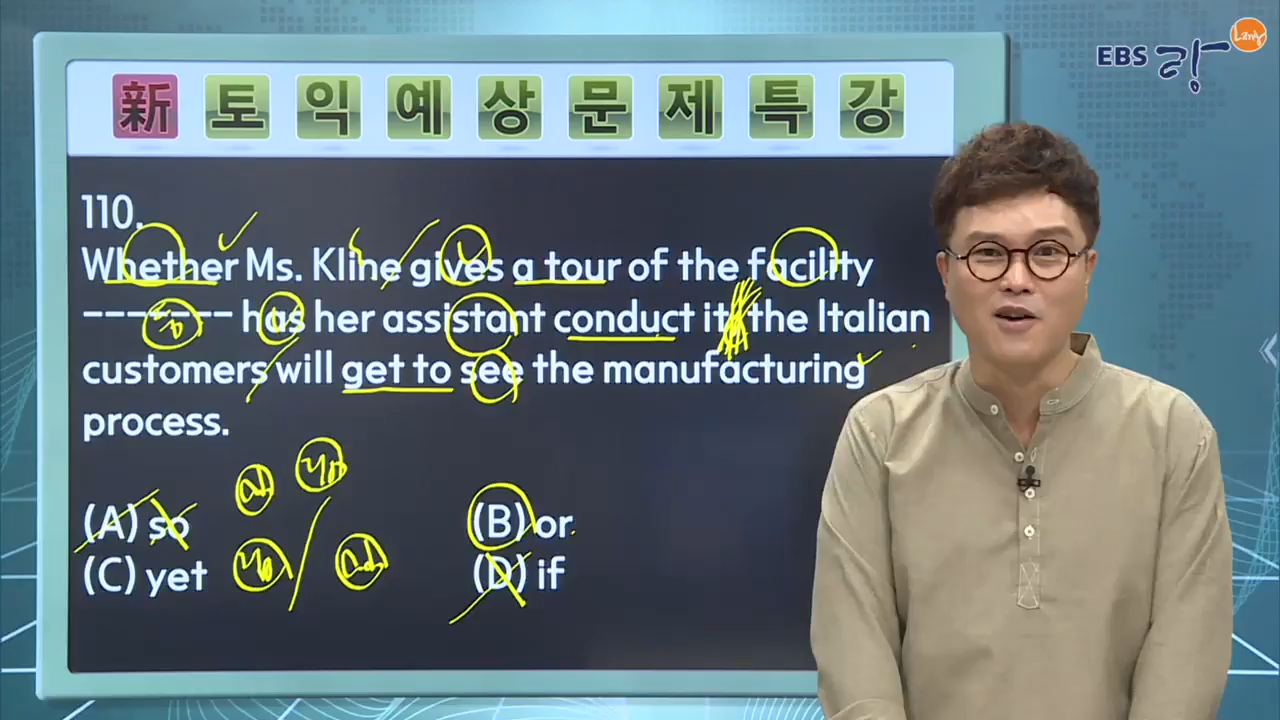 EBS 랑 Lang
新토익예상문제특강
110.
Whether Ms. Kline gives a tour of the facility
------- has her assistant conduct it, the Italian
customers will get to see the manufacturing
process.
(A) so (B) or
(C) yet (D) if